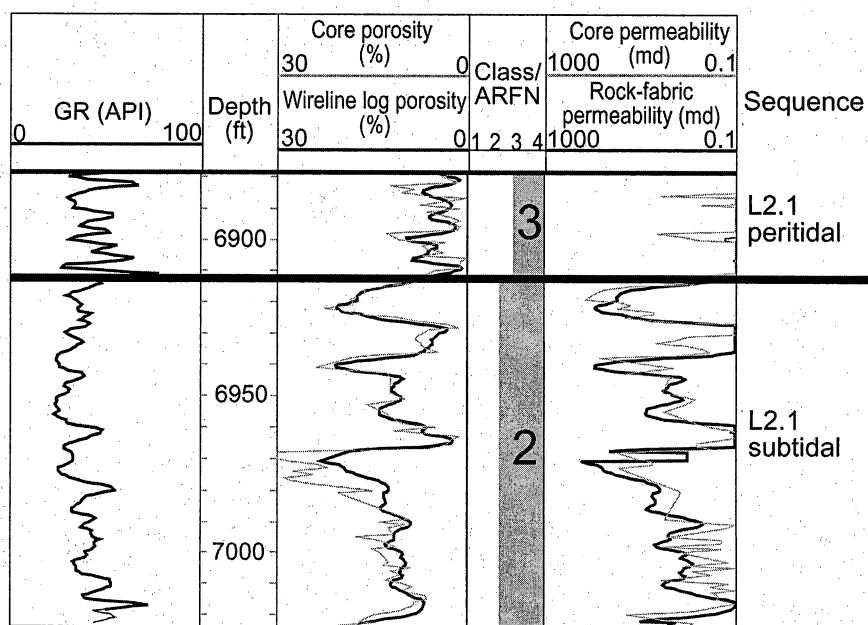 Core porosity
(%)
30 0
Wireline log porosity
(%)
30 0
Core permeability
(md)
1000 0.1
Rock-fabric
permeability (md)
1000 0.1
GR (API)
0 100
Depth
(ft)
Class/
ARFN
1 2 3 4
Sequence
6900
3
L2.1
peritidal
6950
2
L2.1
subtidal
7000